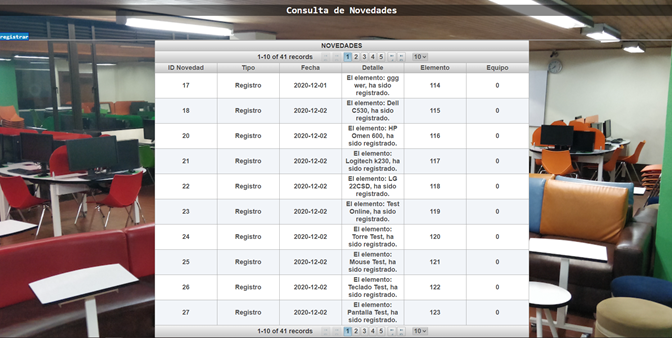 Consulta de Novedades
registrar
NOVEDADES
1-10 of 41 records 1 2 3 4 5 10
ID Novedad Tipo Fecha Detalle Elemento Equipo
17 Registro 2020-12-01 El elemento: ggg wer, ha sido registrado. 114 0
18 Registro 2020-12-02 El elemento: Dell C530, ha sido registrado. 115 0
20 Registro 2020-12-02 El elemento: HP Omen 600, ha sido registrado. 116 0
21 Registro 2020-12-02 El elemento: Logitech k230, ha sido registrado. 117 0
22 Registro 2020-12-02 El elemento: LG 22CSD, ha sido registrado. 118 0
23 Registro 2020-12-02 El elemento: Test Online, ha sido registrado. 119 0
24 Registro 2020-12-02 El elemento: Torre Test, ha sido registrado. 120 0
25 Registro 2020-12-02 El elemento: Mouse Test, ha sido registrado. 121 0
26 Registro 2020-12-02 El elemento: Teclado Test, ha sido registrado. 122 0
27 Registro 2020-12-02 El elemento: Pantalla Test, ha sido registrado. 123 0
1-10 of 41 records 1 2 3 4 5 10